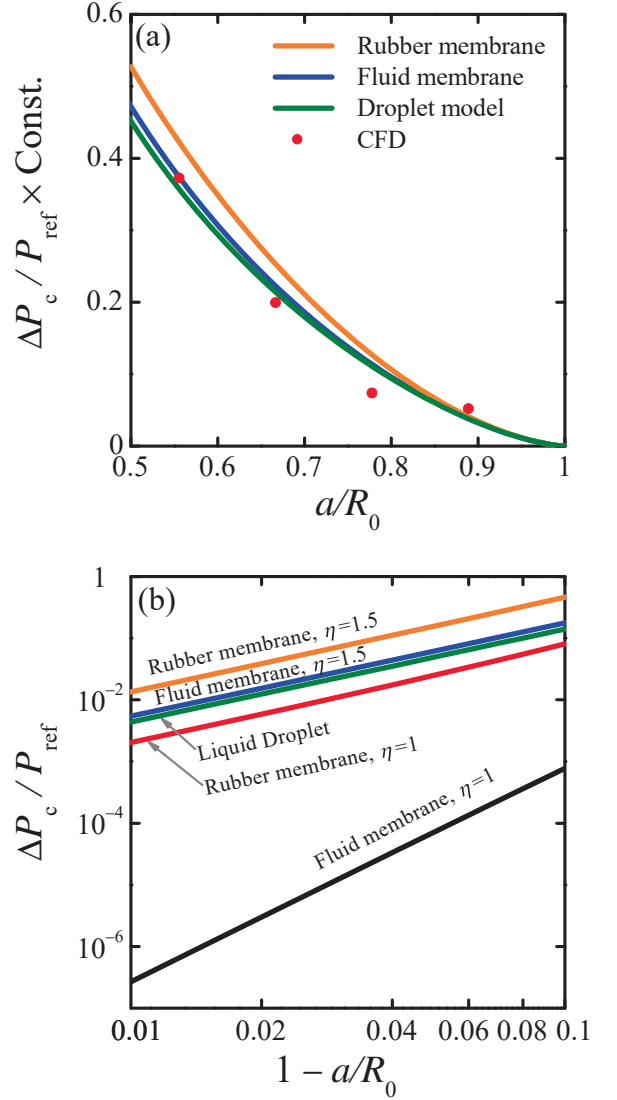 (a)
Rubber membrane
Fluid membrane
Droplet model
CFD
0.6
0.4
0.2
0
ΔP_c / P_ref × Const.
0.5 0.6 0.7 0.8 0.9 1
a/R_0
(b)
1
10^−2
10^−4
10^−6
ΔP_c / P_ref
Rubber membrane, η=1.5
Fluid membrane, η=1.5
Liquid Droplet
Rubber membrane, η=1
Fluid membrane, η=1
0.01 0.02 0.04 0.06 0.08 0.1
1 − a/R_0